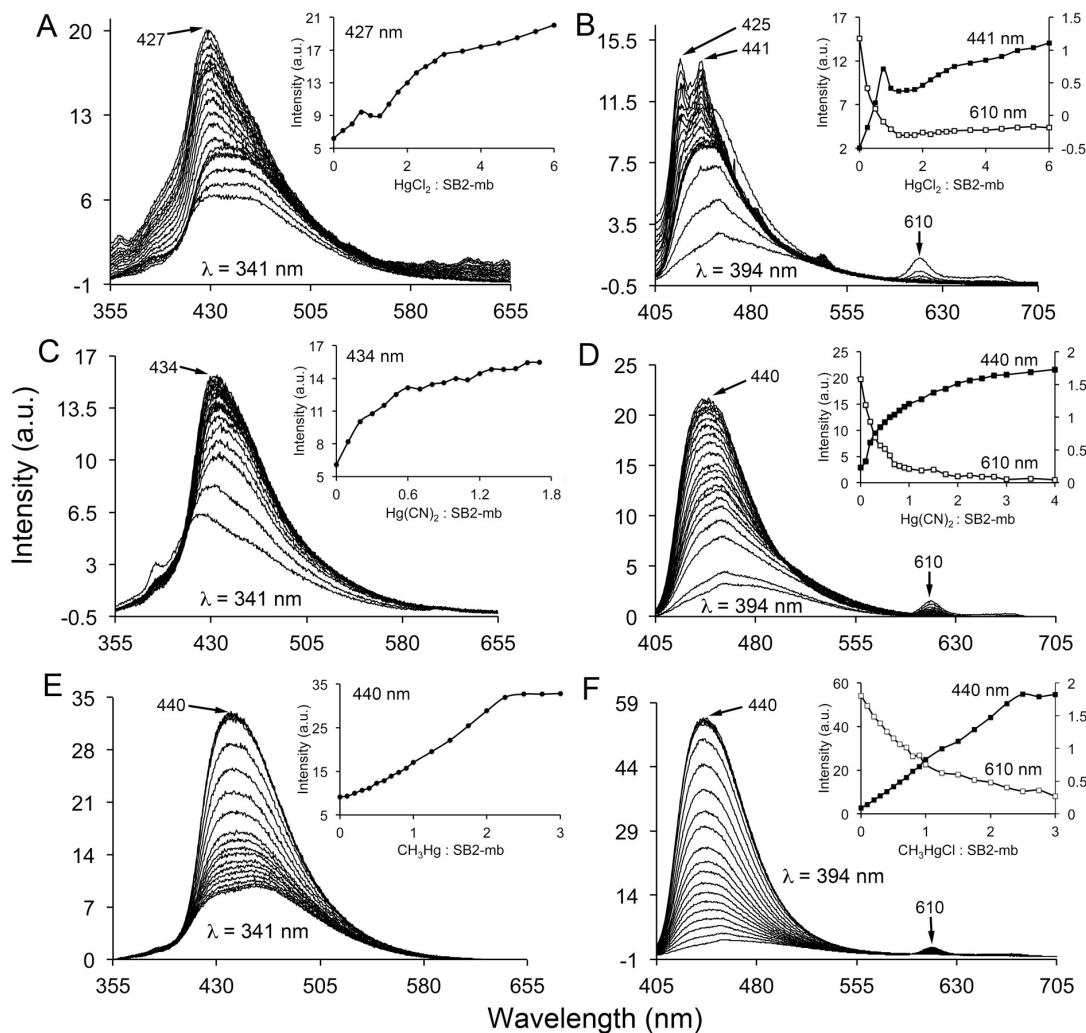 A
20
13
6
-1
427
λ = 341 nm
355 430 505 580 655
427 nm
Intensity (a.u.)
21
17
13
9
5
0 2 4 6
HgCl₂ : SB2-mb
B
15.5
11.5
7.5
3.5
-0.5
425
441
610
λ = 394 nm
405 480 555 630 705
441 nm
610 nm
Intensity (a.u.)
17
12
7
2
1.5
1
0.5
0
-0.5
0 1 2 3 4 5 6
HgCl₂ : SB2-mb
C
17
13.5
10
6.5
3
-0.5
434
λ = 341 nm
355 430 505 580 655
434 nm
Intensity (a.u.)
17
14
11
8
5
0 0.6 1.2 1.8
Hg(CN)₂ : SB2-mb
D
25
20
15
10
5
0
440
610
λ = 394 nm
405 480 555 630 705
440 nm
610 nm
Intensity (a.u.)
25
20
15
10
5
0
2
1.5
1
0.5
0
0 1 2 3 4
Hg(CN)₂ : SB2-mb
E
35
28
21
14
7
0
440
λ = 341 nm
355 430 505 580 655
440 nm
Intensity (a.u.)
35
25
15
5
0 1 2 3
CH₃Hg : SB2-mb
F
59
44
29
14
-1
440
610
λ = 394 nm
405 480 555 630 705
440 nm
610 nm
Intensity (a.u.)
60
40
20
0
2
1.5
1
0.5
0
0 1 2 3
CH₃HgCl : SB2-mb
Intensity (a.u.)
Wavelength (nm)